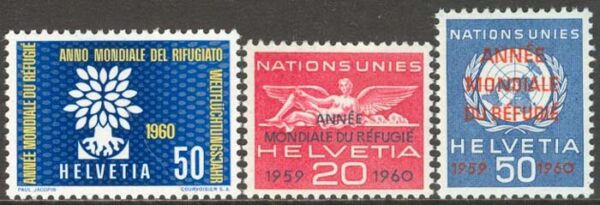 ANNÉE MONDIALE DU RÉFUGIÉ
ANNO MONDIALE DEL RIFUGIATO
WELTFLÜCHTLINGSJAHR
1960
50
HELVETIA
PAUL JACOPIN
COURVOISIER S.A.
NATIONS UNIES
ANNÉE
MONDIALE DU RÉFUGIÉ
HELVETIA
1959 20 1960
NATIONS UNIES
ANNÉE
MONDIALE
DU RÉFUGIÉ
HELVETIA
1959 50 1960